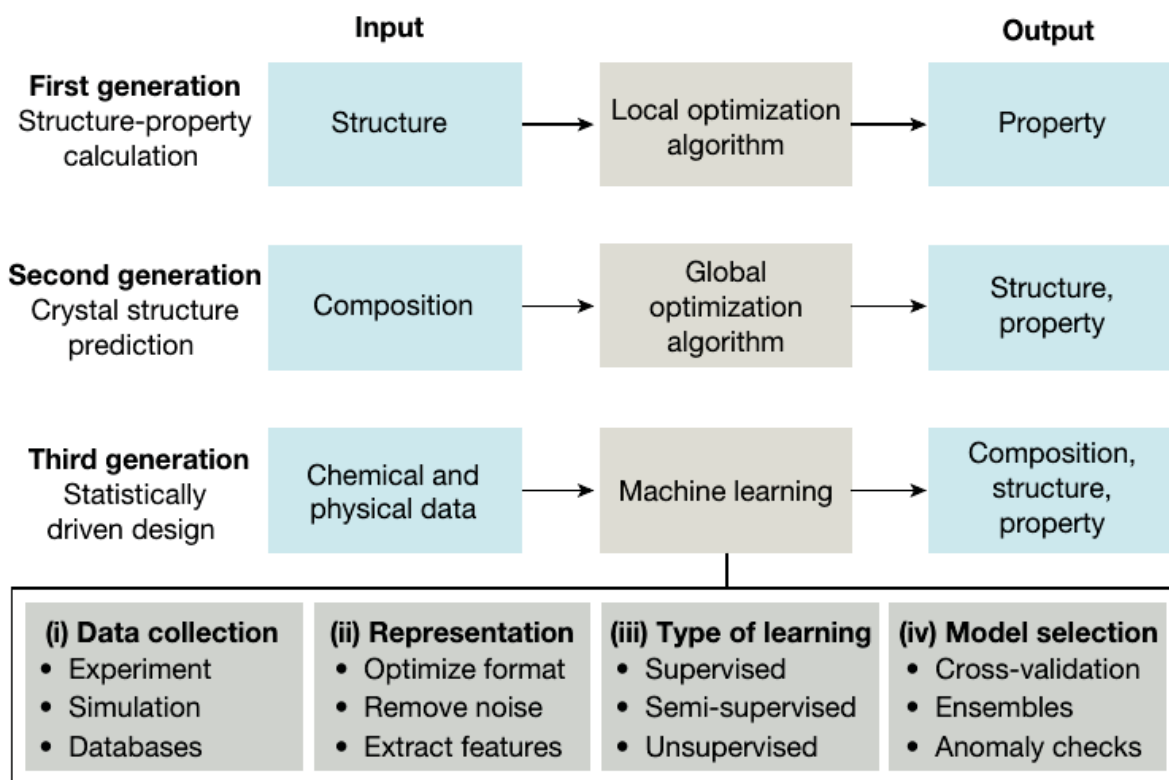 Input
Output
First generation
Structure-property
calculation
Structure
Local optimization
algorithm
Property
Second generation
Crystal structure
prediction
Composition
Global
optimization
algorithm
Structure,
property
Third generation
Statistically
driven design
Chemical and
physical data
Machine learning
Composition,
structure,
property
(i) Data collection
• Experiment
• Simulation
• Databases
(ii) Representation
• Optimize format
• Remove noise
• Extract features
(iii) Type of learning
• Supervised
• Semi-supervised
• Unsupervised
(iv) Model selection
• Cross-validation
• Ensembles
• Anomaly checks